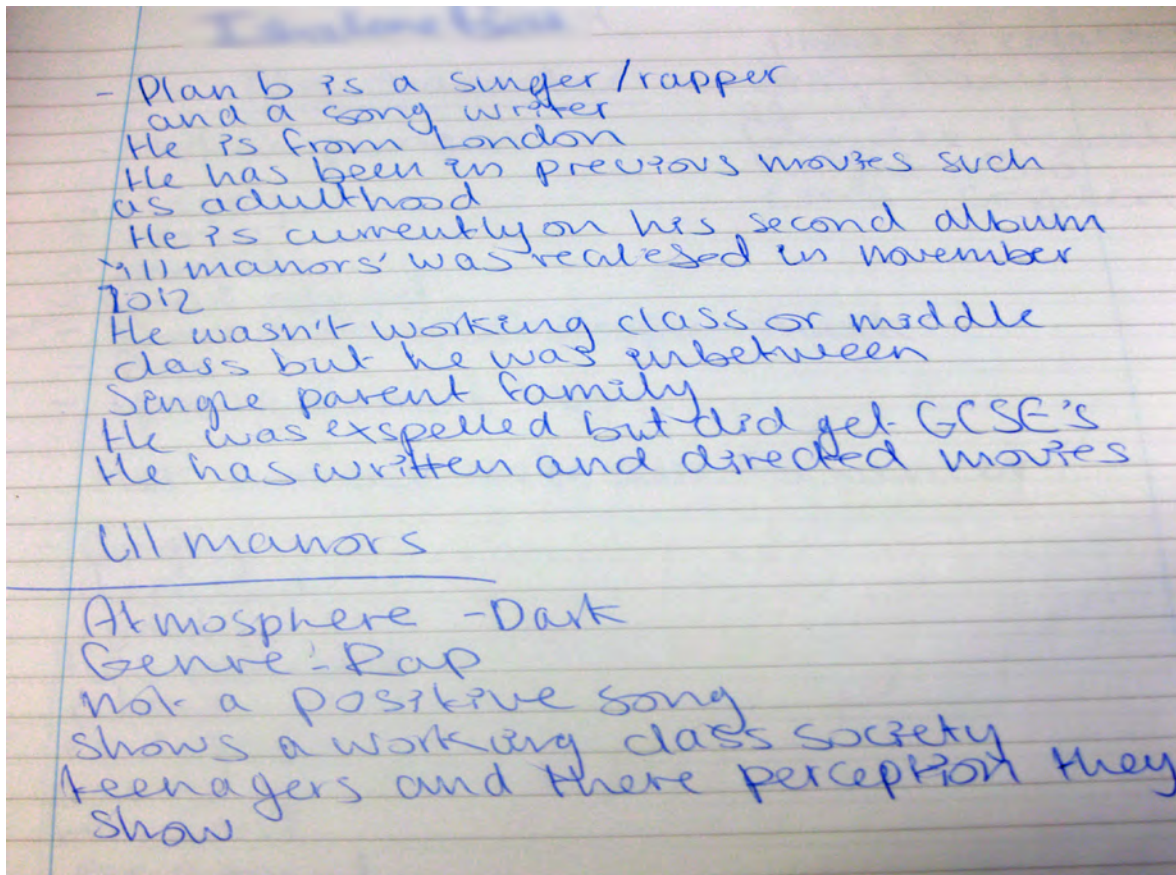 - Plan b is a singer/rapper
and a song writer
He is from London
He has been in previous movies such
as adulthood
He is currently on his second album
'ill manors' was realesed in november
2012
He wasn't working class or middle
class but he was inbetween
Single parent family
He was exspelled but did get GCSE's
He has written and directed movies
Ill manors
Atmosphere - Dark
Genre:- Rap
not a positive song
shows a working class society
teenagers and there perception they
show